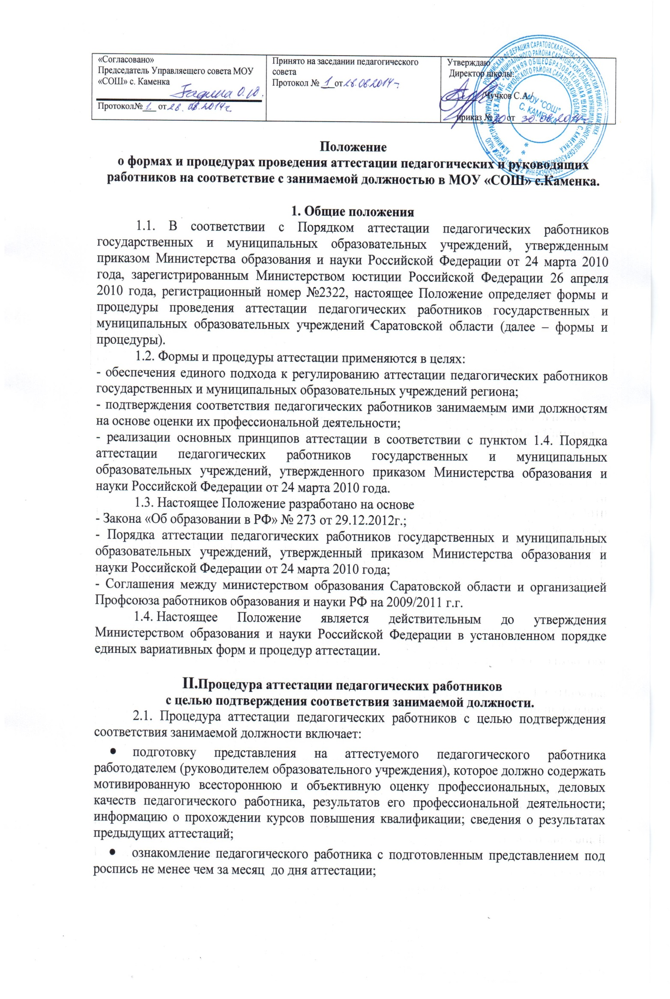 «Согласовано»
Председатель Управляещего совета МОУ
«СОШ» с. Каменка
О.Ю.
Протокол№ 1. от 28. 08.2014г
Принято на заседании педагогического
совета
Протокол № 1 от 28.08.2014г.
Утверждаю
Директор школы:
/Чучков С.А./
приказ № 30 от 30.08.2014г
МОУ "СОШ"
С. КАМЕНКА
Положение
о формах и процедурах проведения аттестации педагогических и руководящих
работников на соответствие с занимаемой должностью в МОУ «СОШ» с.Каменка.
1. Общие положения
1.1. В соответствии с Порядком аттестации педагогических работников
государственных и муниципальных образовательных учреждений, утвержденным
приказом Министерства образования и науки Российской Федерации от 24 марта 2010
года, зарегистрированным Министерством юстиции Российской Федерации 26 апреля
2010 года, регистрационный номер №2322, настоящее Положение определяет формы и
процедуры проведения аттестации педагогических работников государственных и
муниципальных образовательных учреждений Саратовской области (далее – формы и
процедуры).
1.2. Формы и процедуры аттестации применяются в целях:
- обеспечения единого подхода к регулированию аттестации педагогических работников
государственных и муниципальных образовательных учреждений региона;
- подтверждения соответствия педагогических работников занимаемым ими должностям
на основе оценки их профессиональной деятельности;
- реализации основных принципов аттестации в соответствии с пунктом 1.4. Порядка
аттестации педагогических работников государственных и муниципальных
образовательных учреждений, утвержденного приказом Министерства образования и
науки Российской Федерации от 24 марта 2010 года.
1.3. Настоящее Положение разработано на основе
- Закона «Об образовании в РФ» № 273 от 29.12.2012г.;
- Порядка аттестации педагогических работников государственных и муниципальных
образовательных учреждений, утвержденный приказом Министерства образования и
науки Российской Федерации от 24 марта 2010 года;
- Соглашения между министерством образования Саратовской области и организацией
Профсоюза работников образования и науки РФ на 2009/2011 г.г.
1.4. Настоящее Положение является действительным до утверждения
Министерством образования и науки Российской Федерации в установленном порядке
единых вариативных форм и процедур аттестации.
II.Процедура аттестации педагогических работников
с целью подтверждения соответствия занимаемой должности.
2.1. Процедура аттестации педагогических работников с целью подтверждения
соответствия занимаемой должности включает:
● подготовку представления на аттестуемого педагогического работника
работодателем (руководителем образовательного учреждения), которое должно содержать
мотивированную всестороннюю и объективную оценку профессиональных, деловых
качеств педагогического работника, результатов его профессиональной деятельности;
информацию о прохождении курсов повышения квалификации; сведения о результатах
предыдущих аттестаций;
● ознакомление педагогического работника с подготовленным представлением под
роспись не менее чем за месяц до дня аттестации;